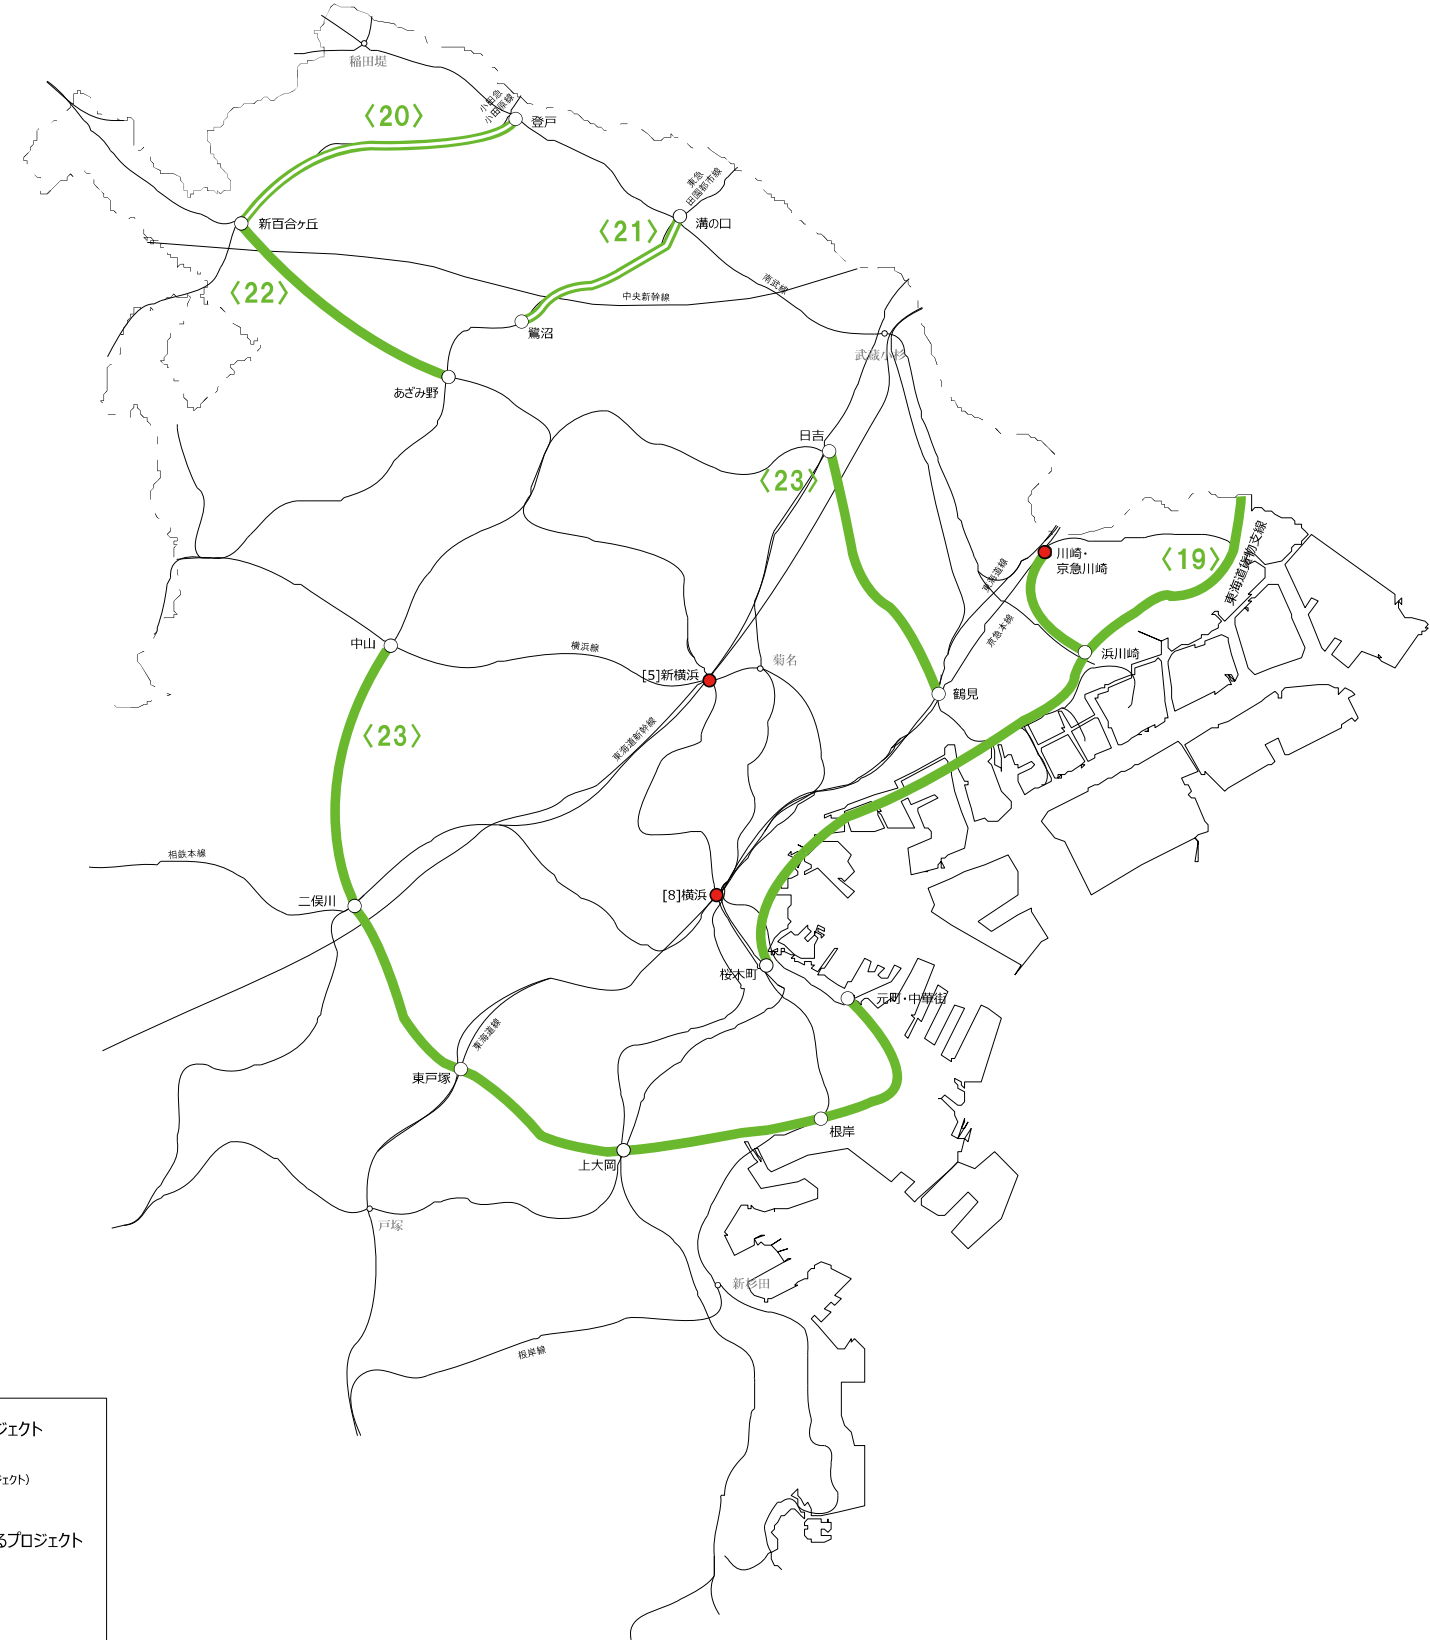 稲田堤
小田急
小田原線
〈20〉
登戸
東急
田園都市線
新百合ヶ丘
〈21〉
溝の口
〈22〉
中央新幹線
南武線
鷺沼
武蔵小杉
あざみ野
日吉
〈23〉
東海道貨物支線
川崎・
京急川崎
〈19〉
東海道線
京急本線
中山
横浜線
浜川崎
菊名
[5]新横浜
鶴見
〈23〉
東海道新幹線
相鉄本線
二俣川
[8]横浜
桜木町
元町・中華街
東海道線
東戸塚
根岸
上大岡
戸塚
新杉田
根岸線
ジェクト
ジェクト）
るプロジェクト